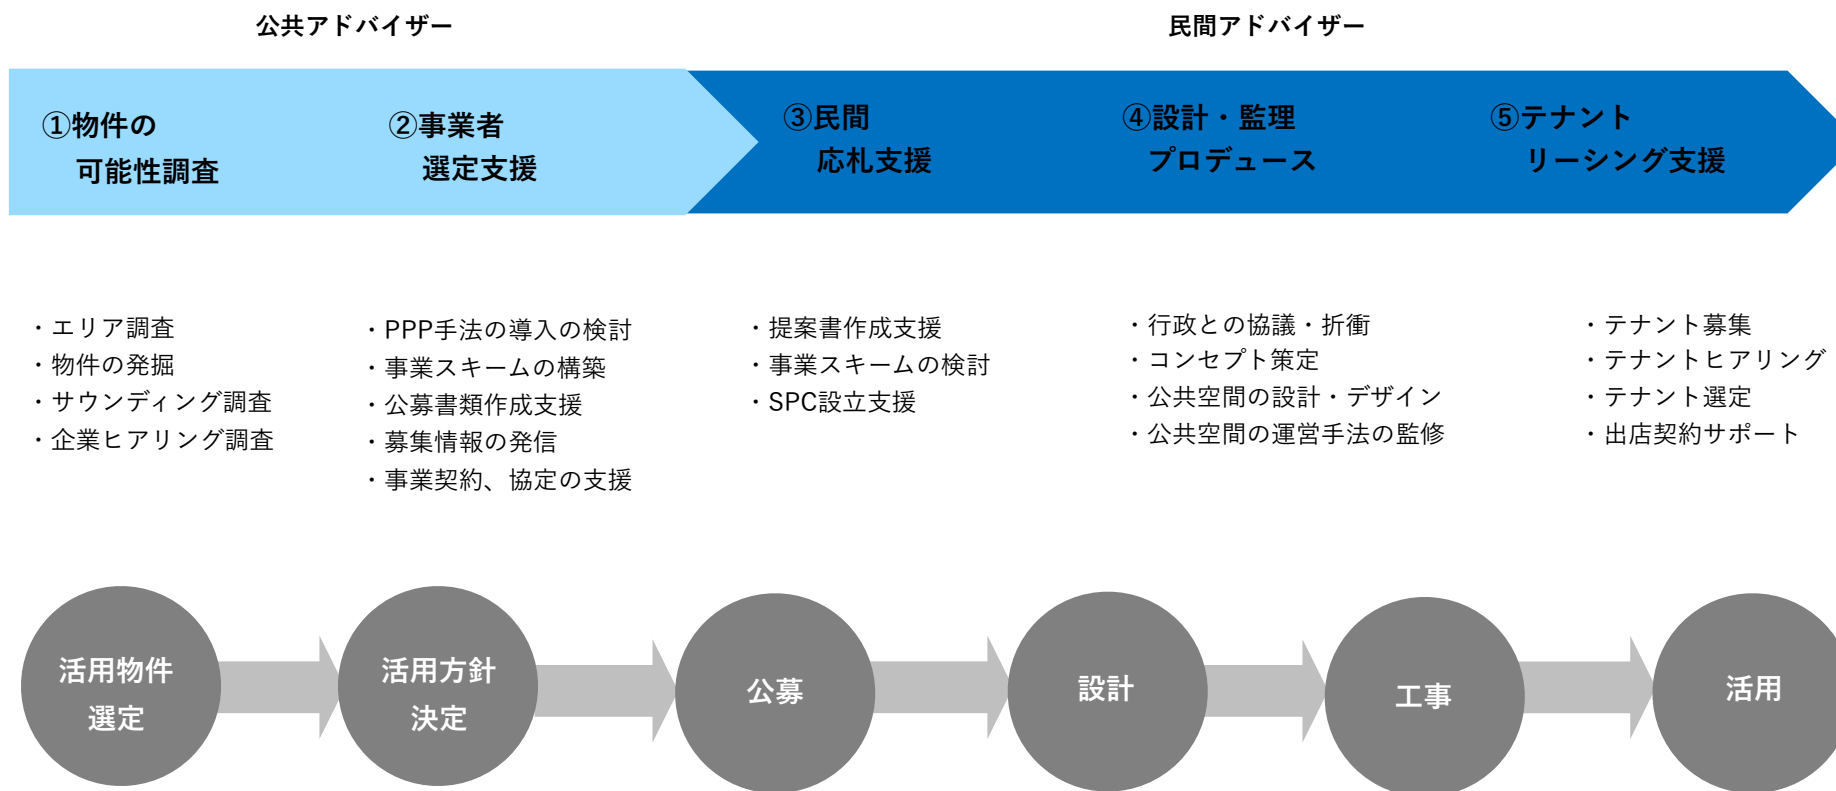 公共アドバイザー
民間アドバイザー
①物件の
可能性調査
②事業者
選定支援
③民間
応札支援
④設計・監理
プロデュース
⑤テナント
リーシング支援
・エリア調査
・物件の発掘
・サウンディング調査
・企業ヒアリング調査
・PPP手法の導入の検討
・事業スキームの構築
・公募書類作成支援
・募集情報の発信
・事業契約、協定の支援
・提案書作成支援
・事業スキームの検討
・SPC設立支援
・行政との協議・折衝
・コンセプト策定
・公共空間の設計・デザイン
・公共空間の運営手法の監修
・テナント募集
・テナントヒアリング
・テナント選定
・出店契約サポート
活用物件
選定
活用方針
決定
公募
設計
工事
活用